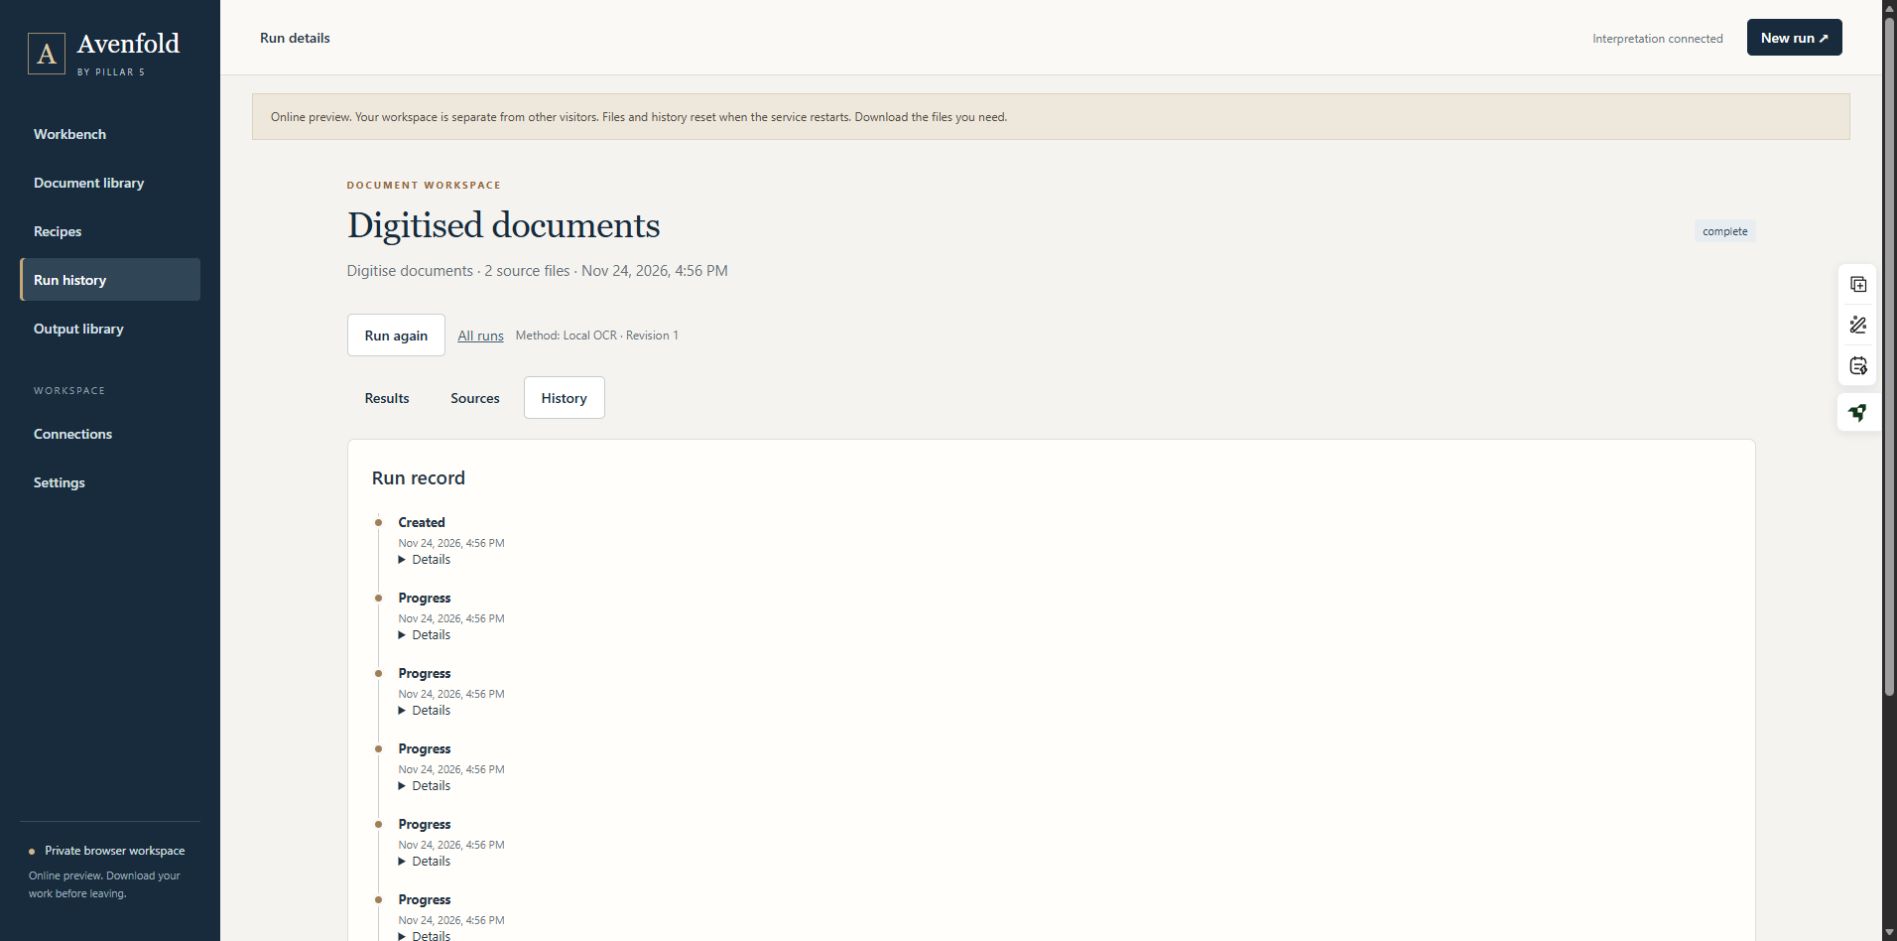 A
Avenfold
BY PILLAR 5
Workbench
Document library
Recipes
Run history
Output library
WORKSPACE
Connections
Settings
Private browser workspace
Online preview. Download your
work before leaving.
Run details
Interpretation connected
New run ↗
Online preview. Your workspace is separate from other visitors. Files and history reset when the service restarts. Download the files you need.
DOCUMENT WORKSPACE
Digitised documents
complete
Digitise documents · 2 source files · Nov 24, 2026, 4:56 PM
Run again
All runs
Method: Local OCR · Revision 1
Results
Sources
History
Run record
Created
Nov 24, 2026, 4:56 PM
▶ Details
Progress
Nov 24, 2026, 4:56 PM
▶ Details
Progress
Nov 24, 2026, 4:56 PM
▶ Details
Progress
Nov 24, 2026, 4:56 PM
▶ Details
Progress
Nov 24, 2026, 4:56 PM
▶ Details
Progress
Nov 24, 2026, 4:56 PM
▶ Details